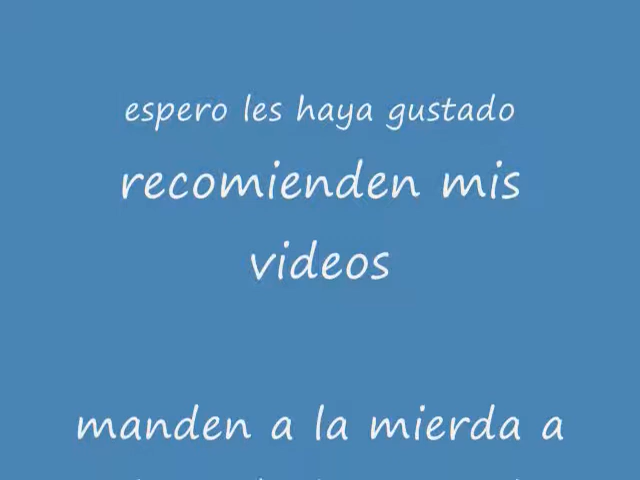 espero les haya gustado
recomienden mis
videos
manden a la mierda a